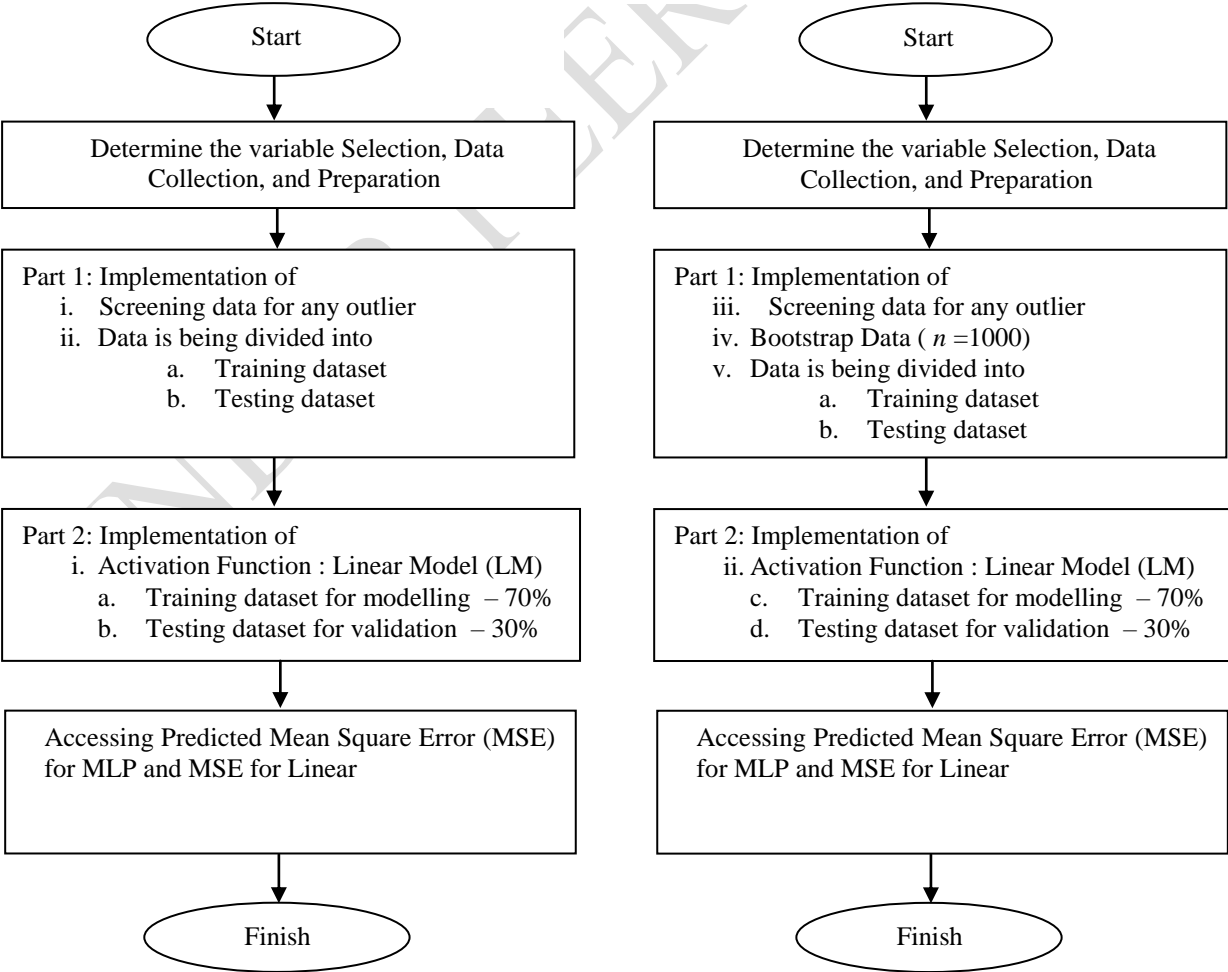 Start
Determine the variable Selection, Data
Collection, and Preparation
Part 1: Implementation of
i. Screening data for any outlier
ii. Data is being divided into
a. Training dataset
b. Testing dataset
Part 2: Implementation of
i. Activation Function : Linear Model (LM)
a. Training dataset for modelling – 70%
b. Testing dataset for validation – 30%
Accessing Predicted Mean Square Error (MSE)
for MLP and MSE for Linear
Finish
Start
Determine the variable Selection, Data
Collection, and Preparation
Part 1: Implementation of
iii. Screening data for any outlier
iv. Bootstrap Data ( n =1000)
v. Data is being divided into
a. Training dataset
b. Testing dataset
Part 2: Implementation of
ii. Activation Function : Linear Model (LM)
c. Training dataset for modelling – 70%
d. Testing dataset for validation – 30%
Accessing Predicted Mean Square Error (MSE)
for MLP and MSE for Linear
Finish